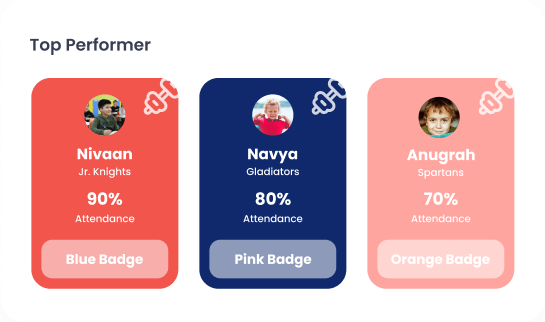 Top Performer
Nivaan
Jr. Knights
90%
Attendance
Blue Badge
Navya
Gladiators
80%
Attendance
Pink Badge
Anugrah
Spartans
70%
Attendance
Orange Badge